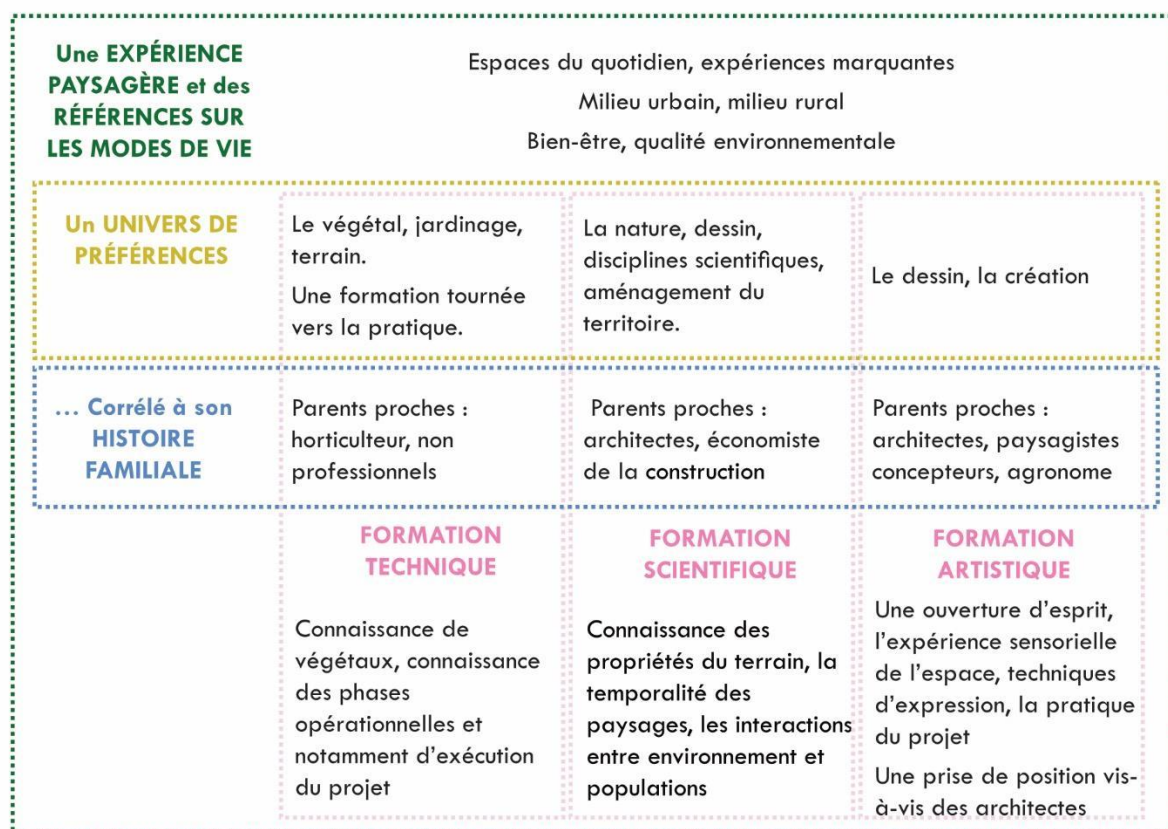 Une EXPÉRIENCE
PAYSAGÈRE et des
RÉFÉRENCES SUR
LES MODES DE VIE
Espaces du quotidien, expériences marquantes
Milieu urbain, milieu rural
Bien-être, qualité environnementale
Un UNIVERS DE
PRÉFÉRENCES
Le végétal, jardinage,
terrain.
Une formation tournée
vers la pratique.
La nature, dessin,
disciplines scientifiques,
aménagement du
territoire.
Le dessin, la création
… Corrélé à son
HISTOIRE
FAMILIALE
Parents proches :
horticulteur, non
professionnels
Parents proches :
architectes, économiste
de la construction
Parents proches :
architectes, paysagistes
concepteurs, agronome
FORMATION
TECHNIQUE
Connaissance de
végétaux, connaissance
des phases
opérationnelles et
notamment d’exécution
du projet
FORMATION
SCIENTIFIQUE
Connaissance des
propriétés du terrain, la
temporalité des
paysages, les interactions
entre environnement et
populations
FORMATION
ARTISTIQUE
Une ouverture d’esprit,
l’expérience sensorielle
de l’espace, techniques
d’expression, la pratique
du projet
Une prise de position vis-
à-vis des architectes